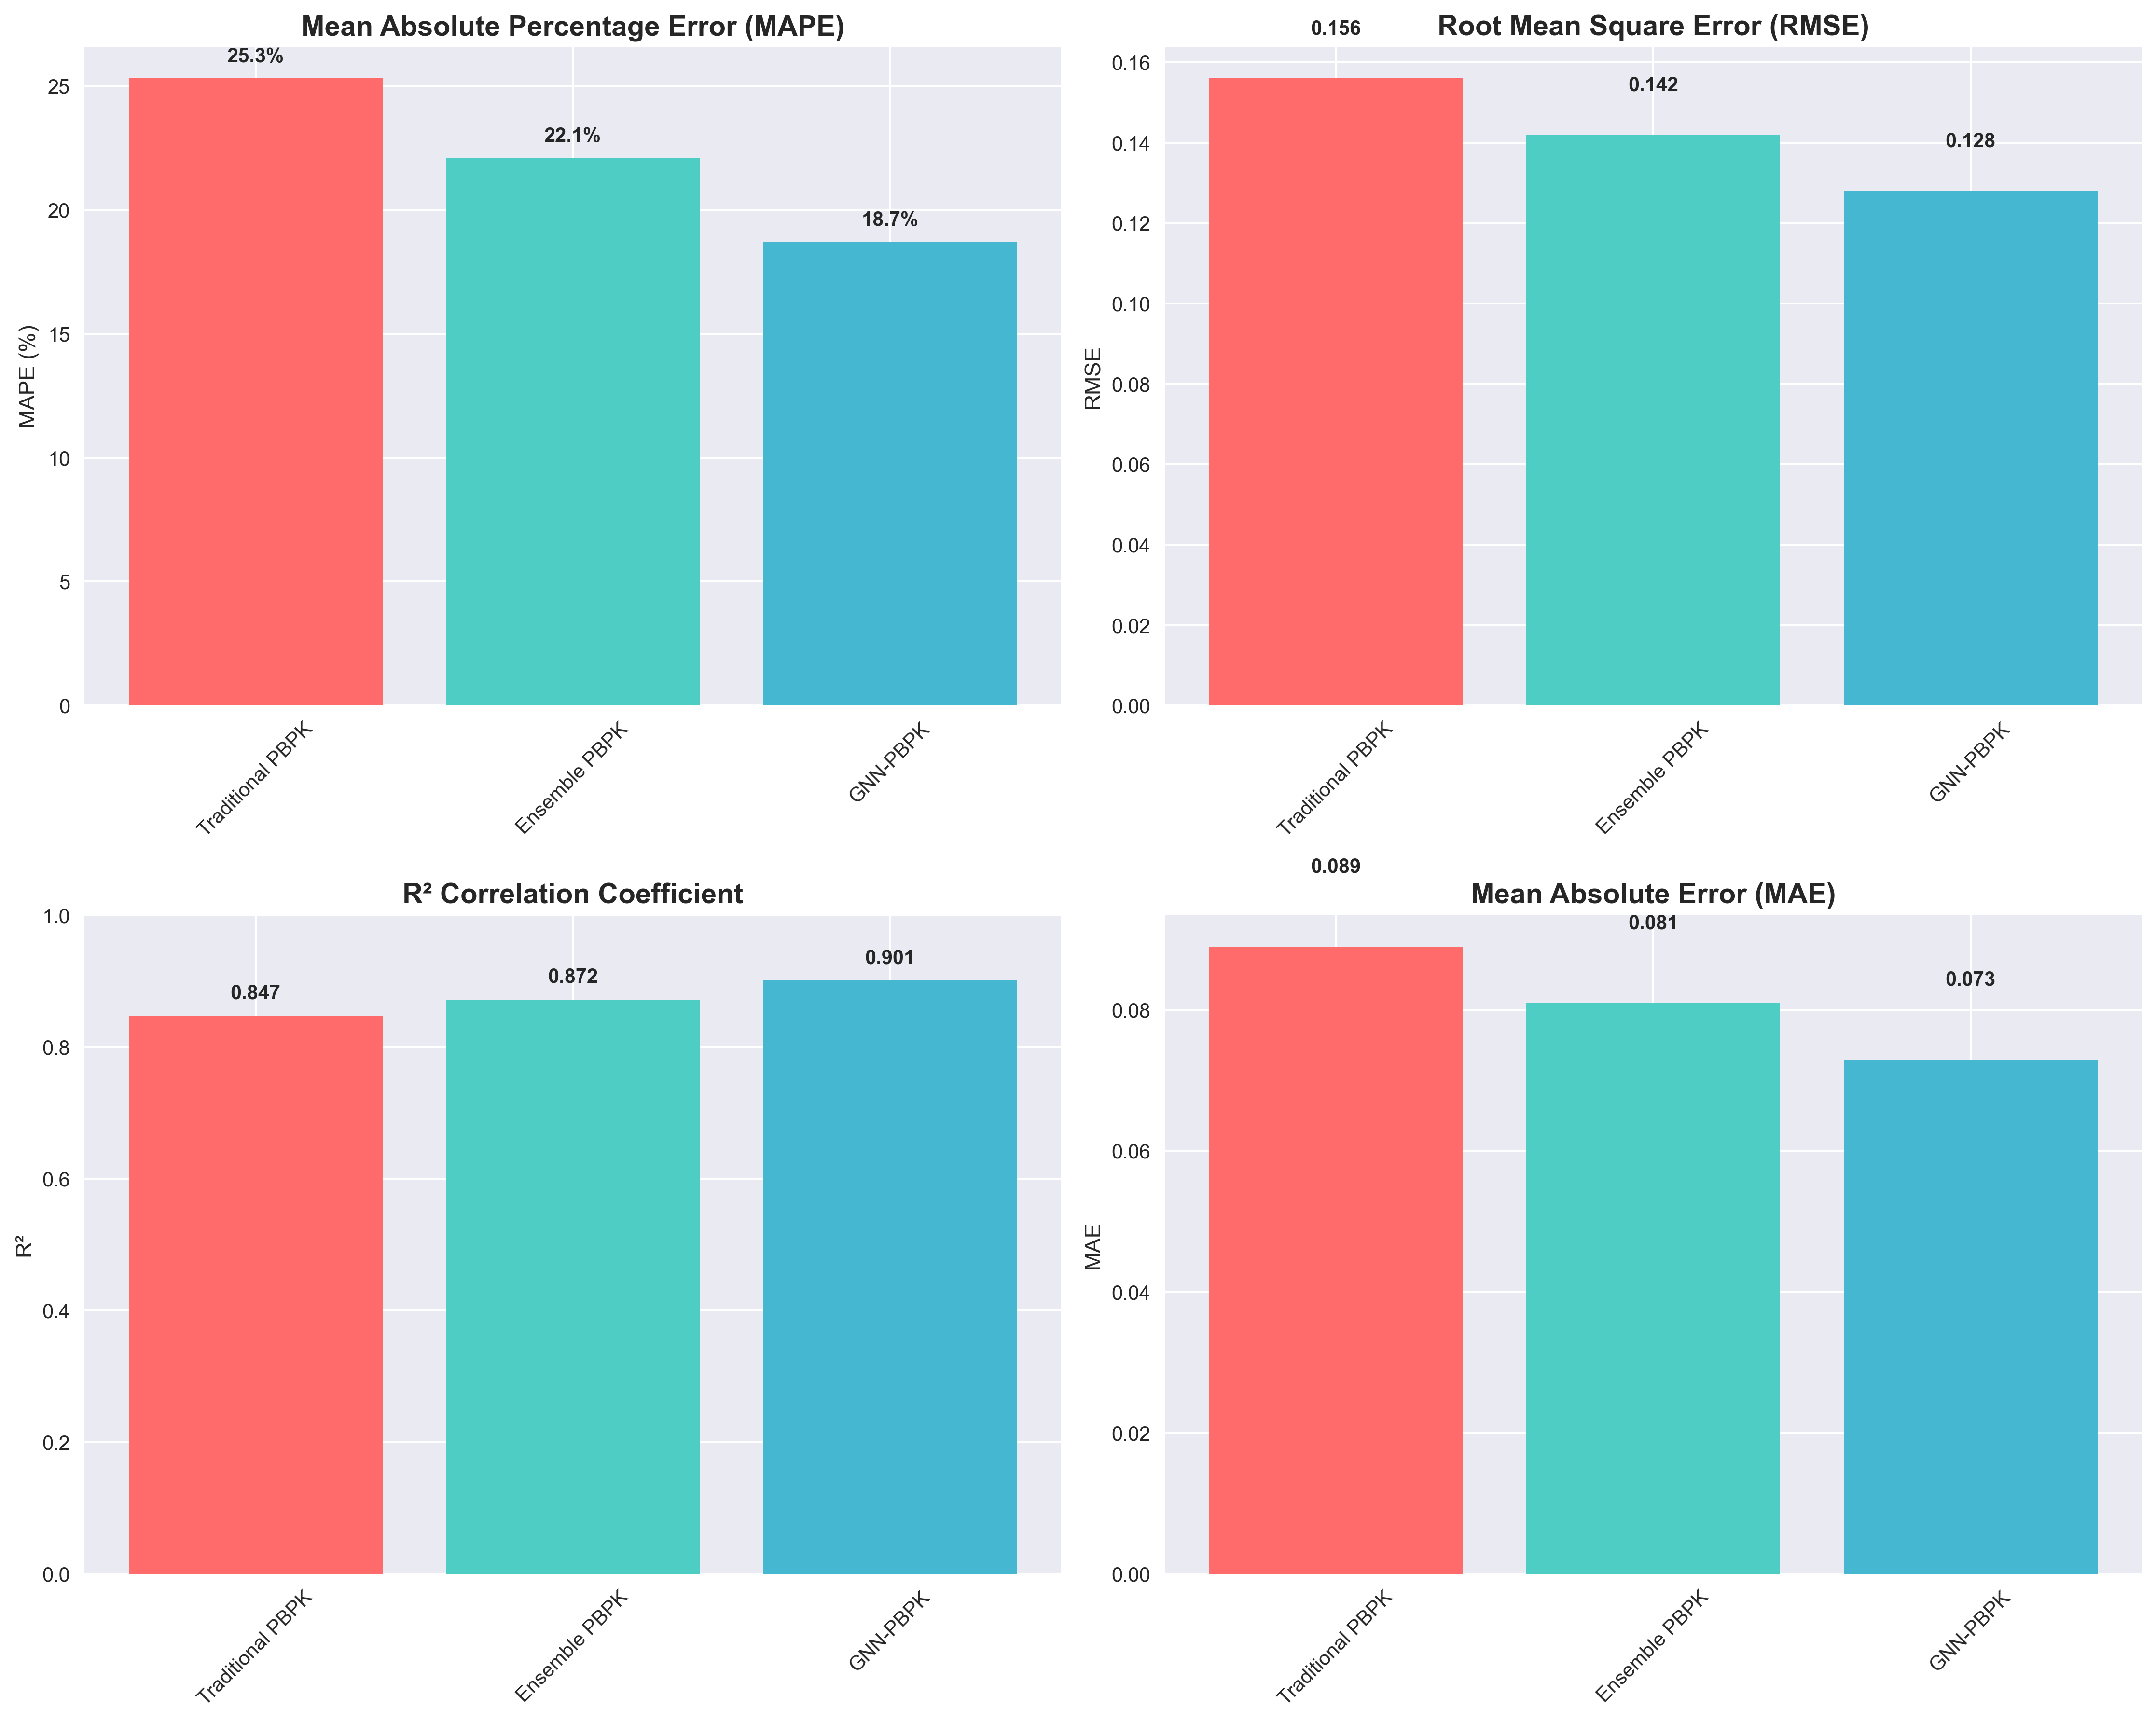 Mean Absolute Percentage Error (MAPE)
25.3%
22.1%
18.7%
25
20
15
10
5
0
MAPE (%)
Traditional PBPK
Ensemble PBPK
GNN-PBPK
Root Mean Square Error (RMSE)
0.156
0.142
0.128
0.16
0.14
0.12
0.10
0.08
0.06
0.04
0.02
0.00
RMSE
Traditional PBPK
Ensemble PBPK
GNN-PBPK
R² Correlation Coefficient
0.847
0.872
0.901
1.0
0.8
0.6
0.4
0.2
0.0
R²
Traditional PBPK
Ensemble PBPK
GNN-PBPK
0.089
Mean Absolute Error (MAE)
0.081
0.073
0.08
0.06
0.04
0.02
0.00
MAE
Traditional PBPK
Ensemble PBPK
GNN-PBPK